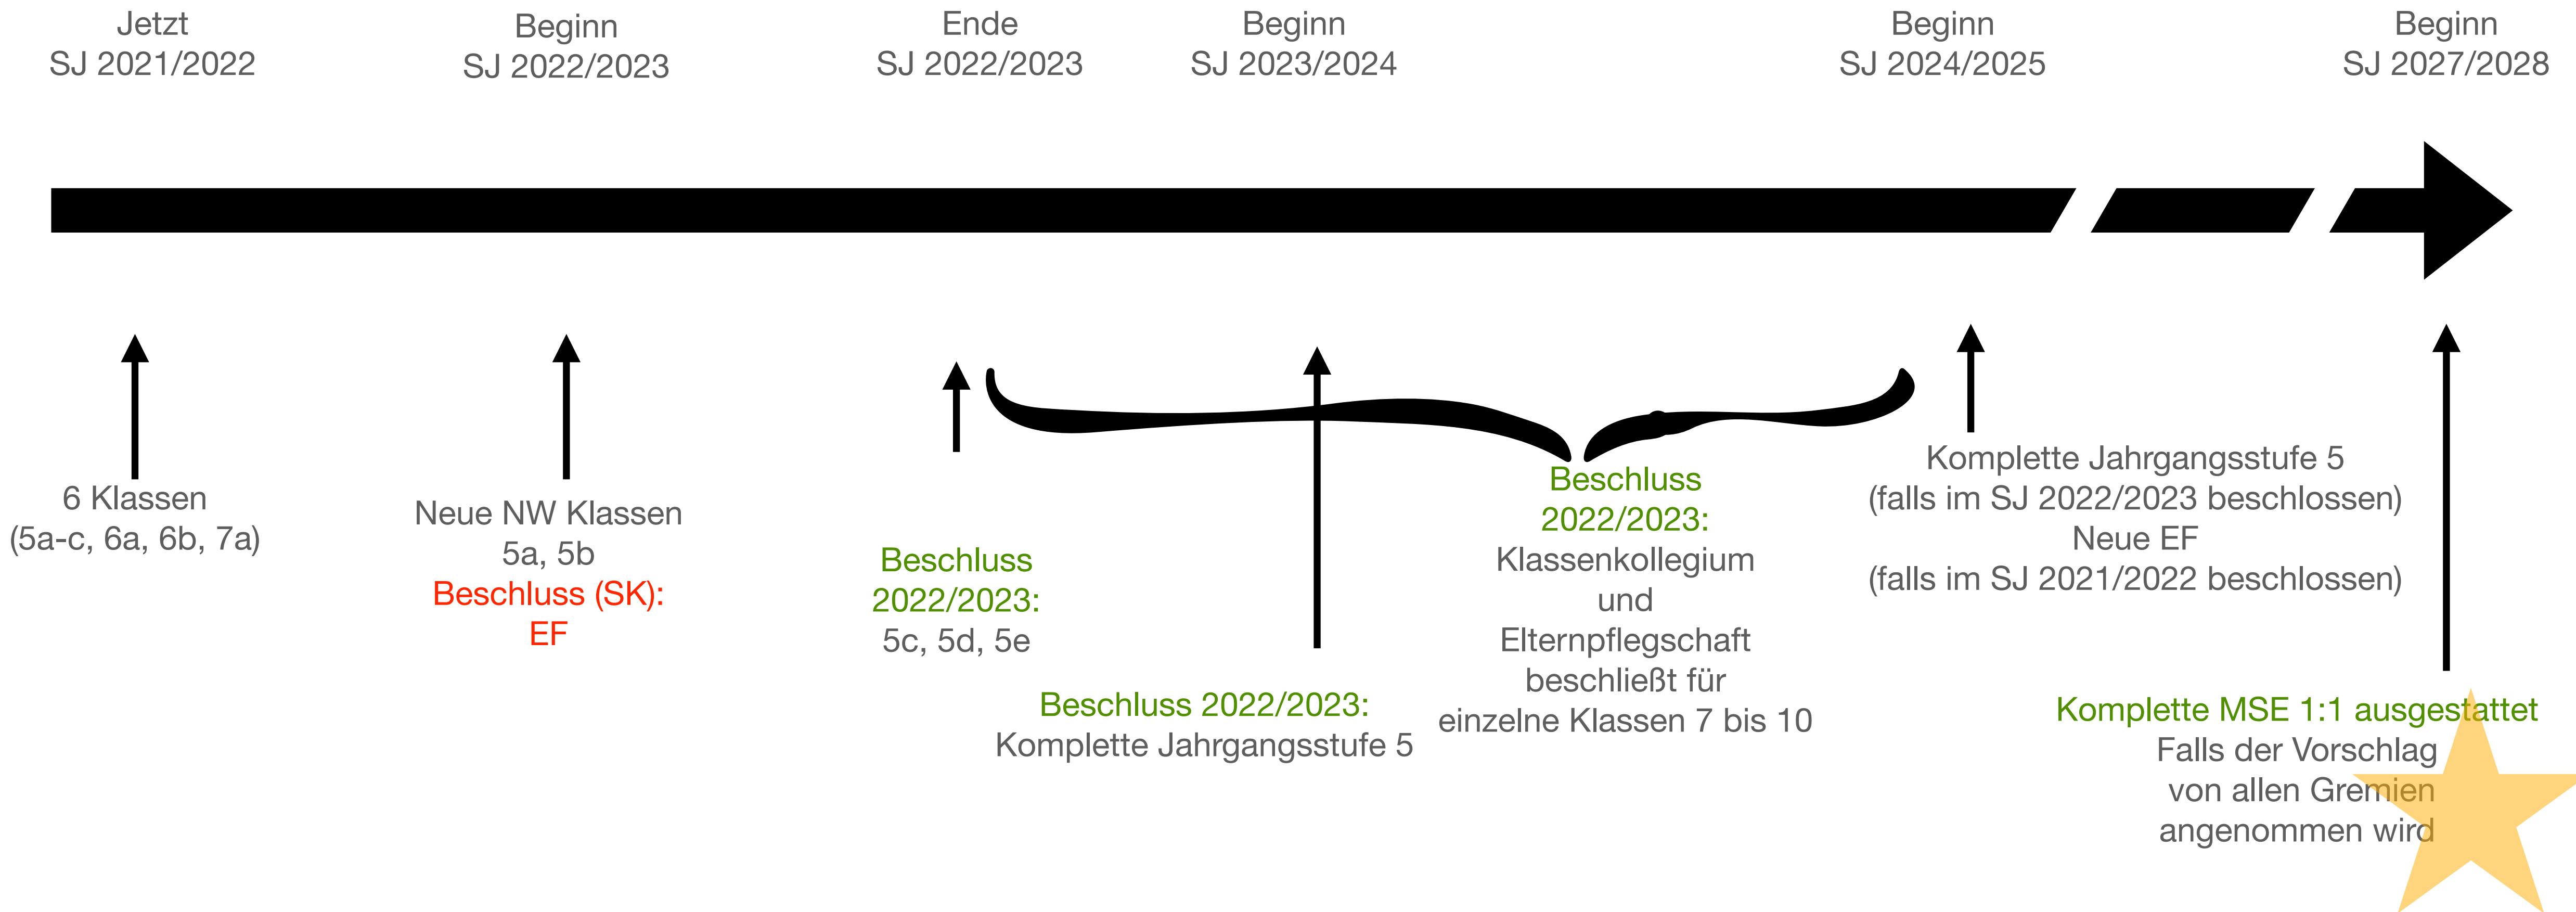 Jetzt
SJ 2021/2022
Beginn
SJ 2022/2023
Ende
SJ 2022/2023
Beginn
SJ 2023/2024
Beginn
SJ 2024/2025
Beginn
SJ 2027/2028
6 Klassen
(5a-c, 6a, 6b, 7a)
Neue NW Klassen
5a, 5b
Beschluss (SK):
EF
Beschluss
2022/2023:
5c, 5d, 5e
Beschluss 2022/2023:
Komplette Jahrgangsstufe 5
Beschluss
2022/2023:
Klassenkollegium
und
Elternpflegschaft
beschließt für
einzelne Klassen 7 bis 10
Komplette Jahrgangsstufe 5
(falls im SJ 2022/2023 beschlossen)
Neue EF
(falls im SJ 2021/2022 beschlossen)
Komplette MSE 1:1 ausgestattet
Falls der Vorschlag
von allen Gremien
angenommen wird